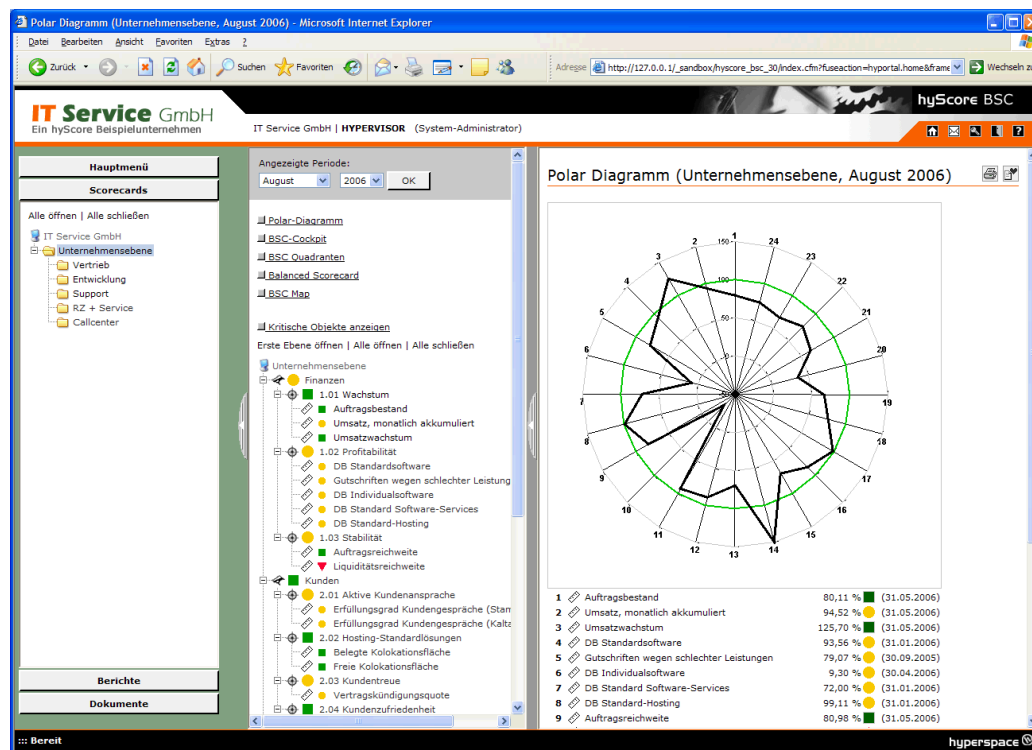 Polar Diagramm (Unternehmensebene, August 2006) - Microsoft Internet Explorer
Datei Bearbeiten Ansicht Favoriten Extras ?
Zurück Suchen Favoriten Adresse http://127.0.0.1/_sandbox/hyscore_bsc_30/index.cfm?fuseaction=hyportal.home&frame Wechseln zu
IT Service GmbH
Ein hyScore Beispielunternehmen
IT Service GmbH | HYPERVISOR (System-Administrator)
hyScore BSC
Hauptmenü
Scorecards
Alle öffnen | Alle schließen
IT Service GmbH
Unternehmensebene
Vertrieb
Entwicklung
Support
RZ + Service
Callcenter
Berichte
Dokumente
Angezeigte Periode:
August 2006 OK
Polar-Diagramm
BSC-Cockpit
BSC Quadranten
Balanced Scorecard
BSC Map
Kritische Objekte anzeigen
Erste Ebene öffnen | Alle öffnen | Alle schließen
Unternehmensebene
Finanzen
1.01 Wachstum
Auftragsbestand
Umsatz, monatlich akkumuliert
Umsatzwachstum
1.02 Profitabilität
DB Standardsoftware
Gutschriften wegen schlechter Leistung
DB Individualsoftware
DB Standard Software-Services
DB Standard-Hosting
1.03 Stabilität
Auftragsreichweite
Liquiditätsreichweite
Kunden
2.01 Aktive Kundenansprache
Erfüllungsgrad Kundengespräche (Stam
Erfüllungsgrad Kundengespräche (Kalta
2.02 Hosting-Standardlösungen
Belegte Kolokationsfläche
Freie Kolokationsfläche
2.03 Kundentreue
Vertragskündigungsquote
2.04 Kundenzufriedenheit
Polar Diagramm (Unternehmensebene, August 2006)
1
2
150
24
3
23
4
100
22
5
50
21
6
0
20
7
19
8
18
9
17
10
16
11
15
12
13
14
1 Auftragsbestand 80,11 % (31.05.2006)
2 Umsatz, monatlich akkumuliert 94,52 % (31.05.2006)
3 Umsatzwachstum 125,70 % (31.05.2006)
4 DB Standardsoftware 93,56 % (31.01.2006)
5 Gutschriften wegen schlechter Leistungen 79,07 % (30.09.2005)
6 DB Individualsoftware 9,30 % (30.04.2006)
7 DB Standard Software-Services 72,00 % (31.01.2006)
8 DB Standard-Hosting 99,11 % (31.01.2006)
9 Auftragsreichweite 80,98 % (31.05.2006)
::: Bereit
hyperspace